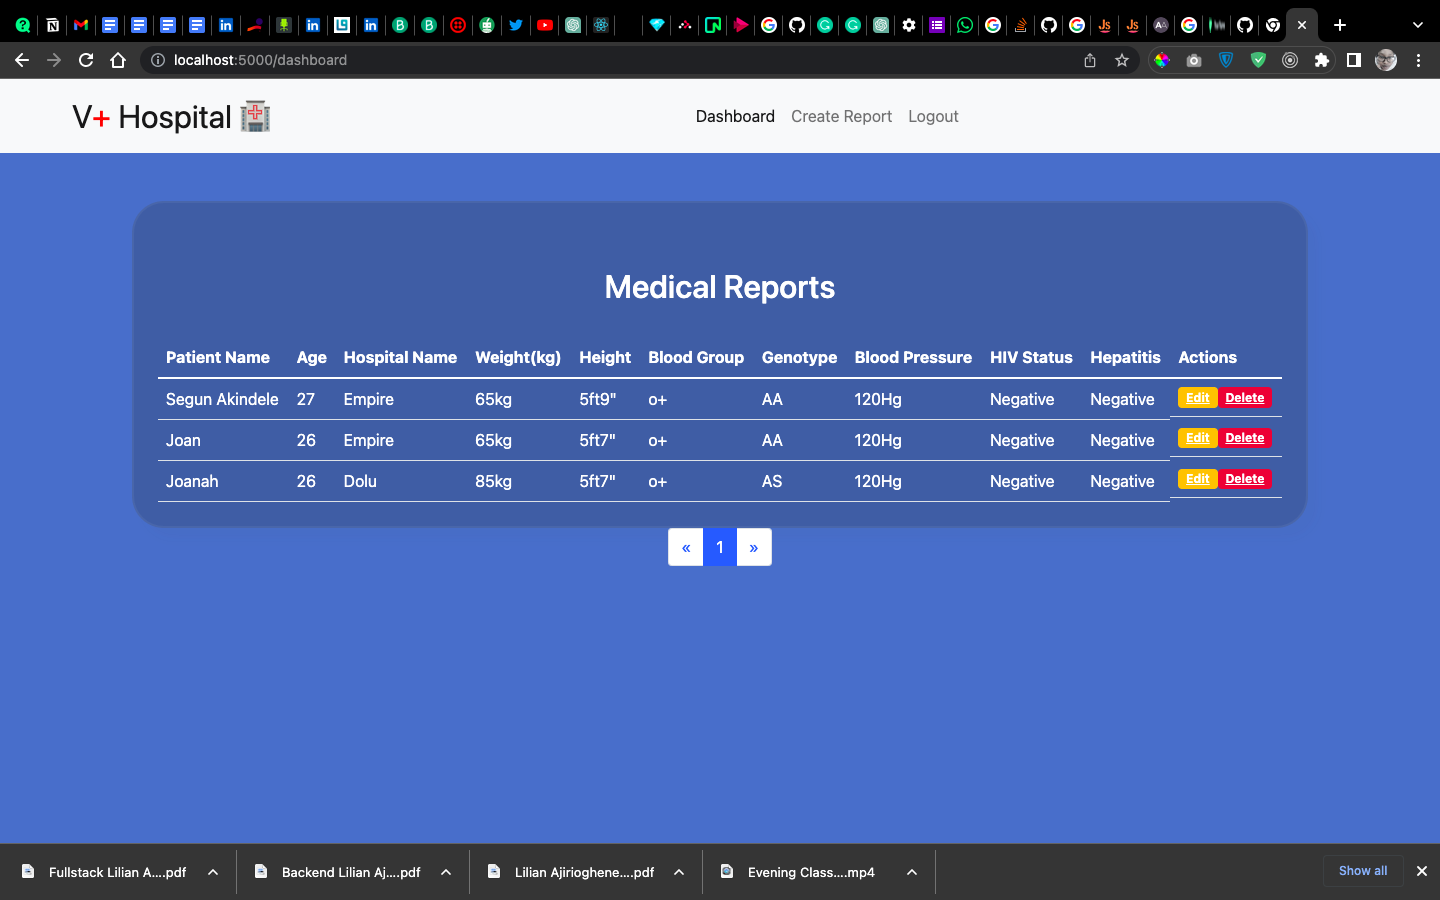 localhost:5000/dashboard
V+ Hospital
Dashboard Create Report Logout
Medical Reports
Patient Name Age Hospital Name Weight(kg) Height Blood Group Genotype Blood Pressure HIV Status Hepatitis Actions
Segun Akindele 27 Empire 65kg 5ft9" o+ AA 120Hg Negative Negative Edit Delete
Joan 26 Empire 65kg 5ft7" o+ AA 120Hg Negative Negative Edit Delete
Joanah 26 Dolu 85kg 5ft7" o+ AS 120Hg Negative Negative Edit Delete
« 1 »
Fullstack Lilian A....pdf Backend Lilian Aj....pdf Lilian Ajirioghene....pdf Evening Class....mp4 Show all